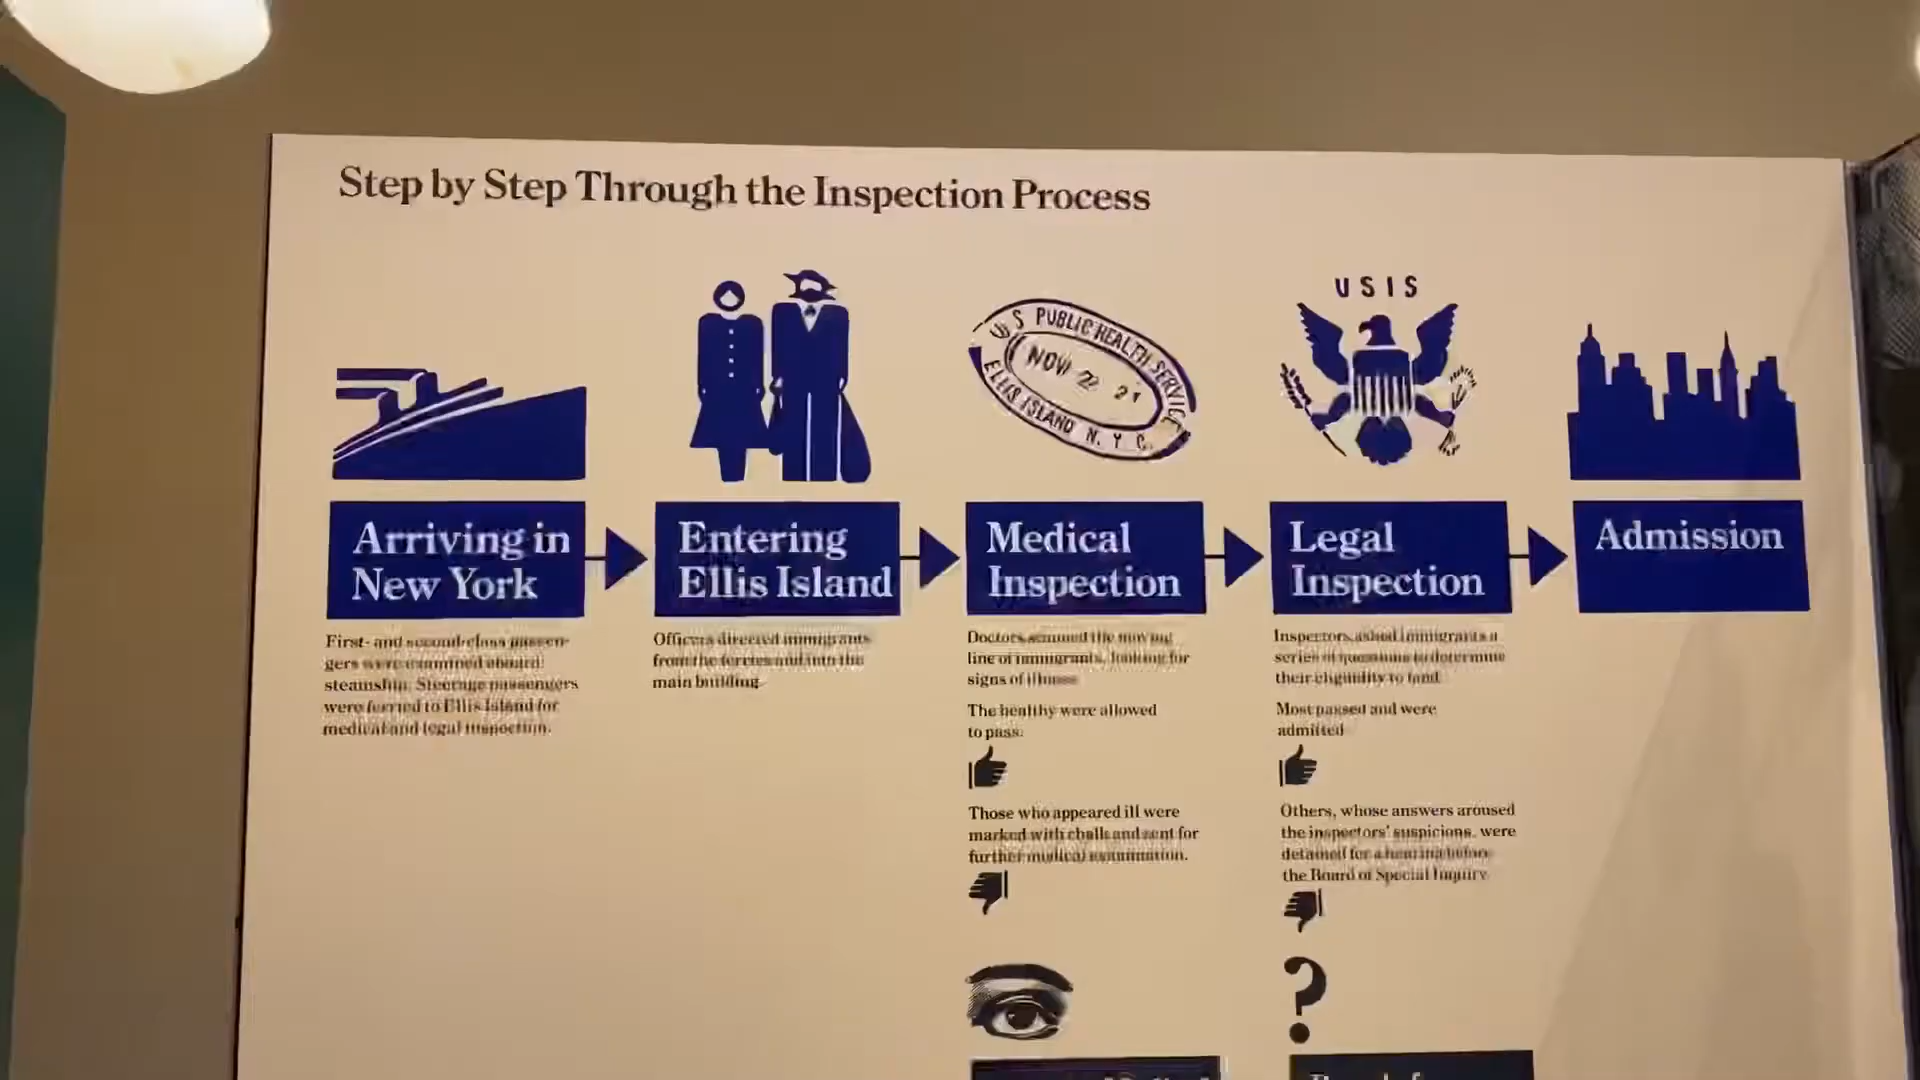 Step by Step Through the Inspection Process
USIS
U S PUBLIC HEALTH SERVICE
NOV 22 21
ELLIS ISLAND N. Y. C.
Arriving in
New York
Entering
Ellis Island
Medical
Inspection
Legal
Inspection
Admission
First- and second-class passen-
gers were examined aboard
steamship. Steerage passengers
were ferried to Ellis Island for
medical and legal inspection.
Officers directed immigrants
from the ferries and into the
main building.
Doctors scanned the moving
line of immigrants, looking for
signs of illness
The healthy were allowed
to pass.
Those who appeared ill were
marked with chalk and sent for
further medical examination.
Inspectors asked immigrants a
series of questions to determine
their eligibility to land.
Most passed and were
admitted
Others, whose answers aroused
the inspectors' suspicions, were
detained for a hearing before
the Board of Special Inquiry
?